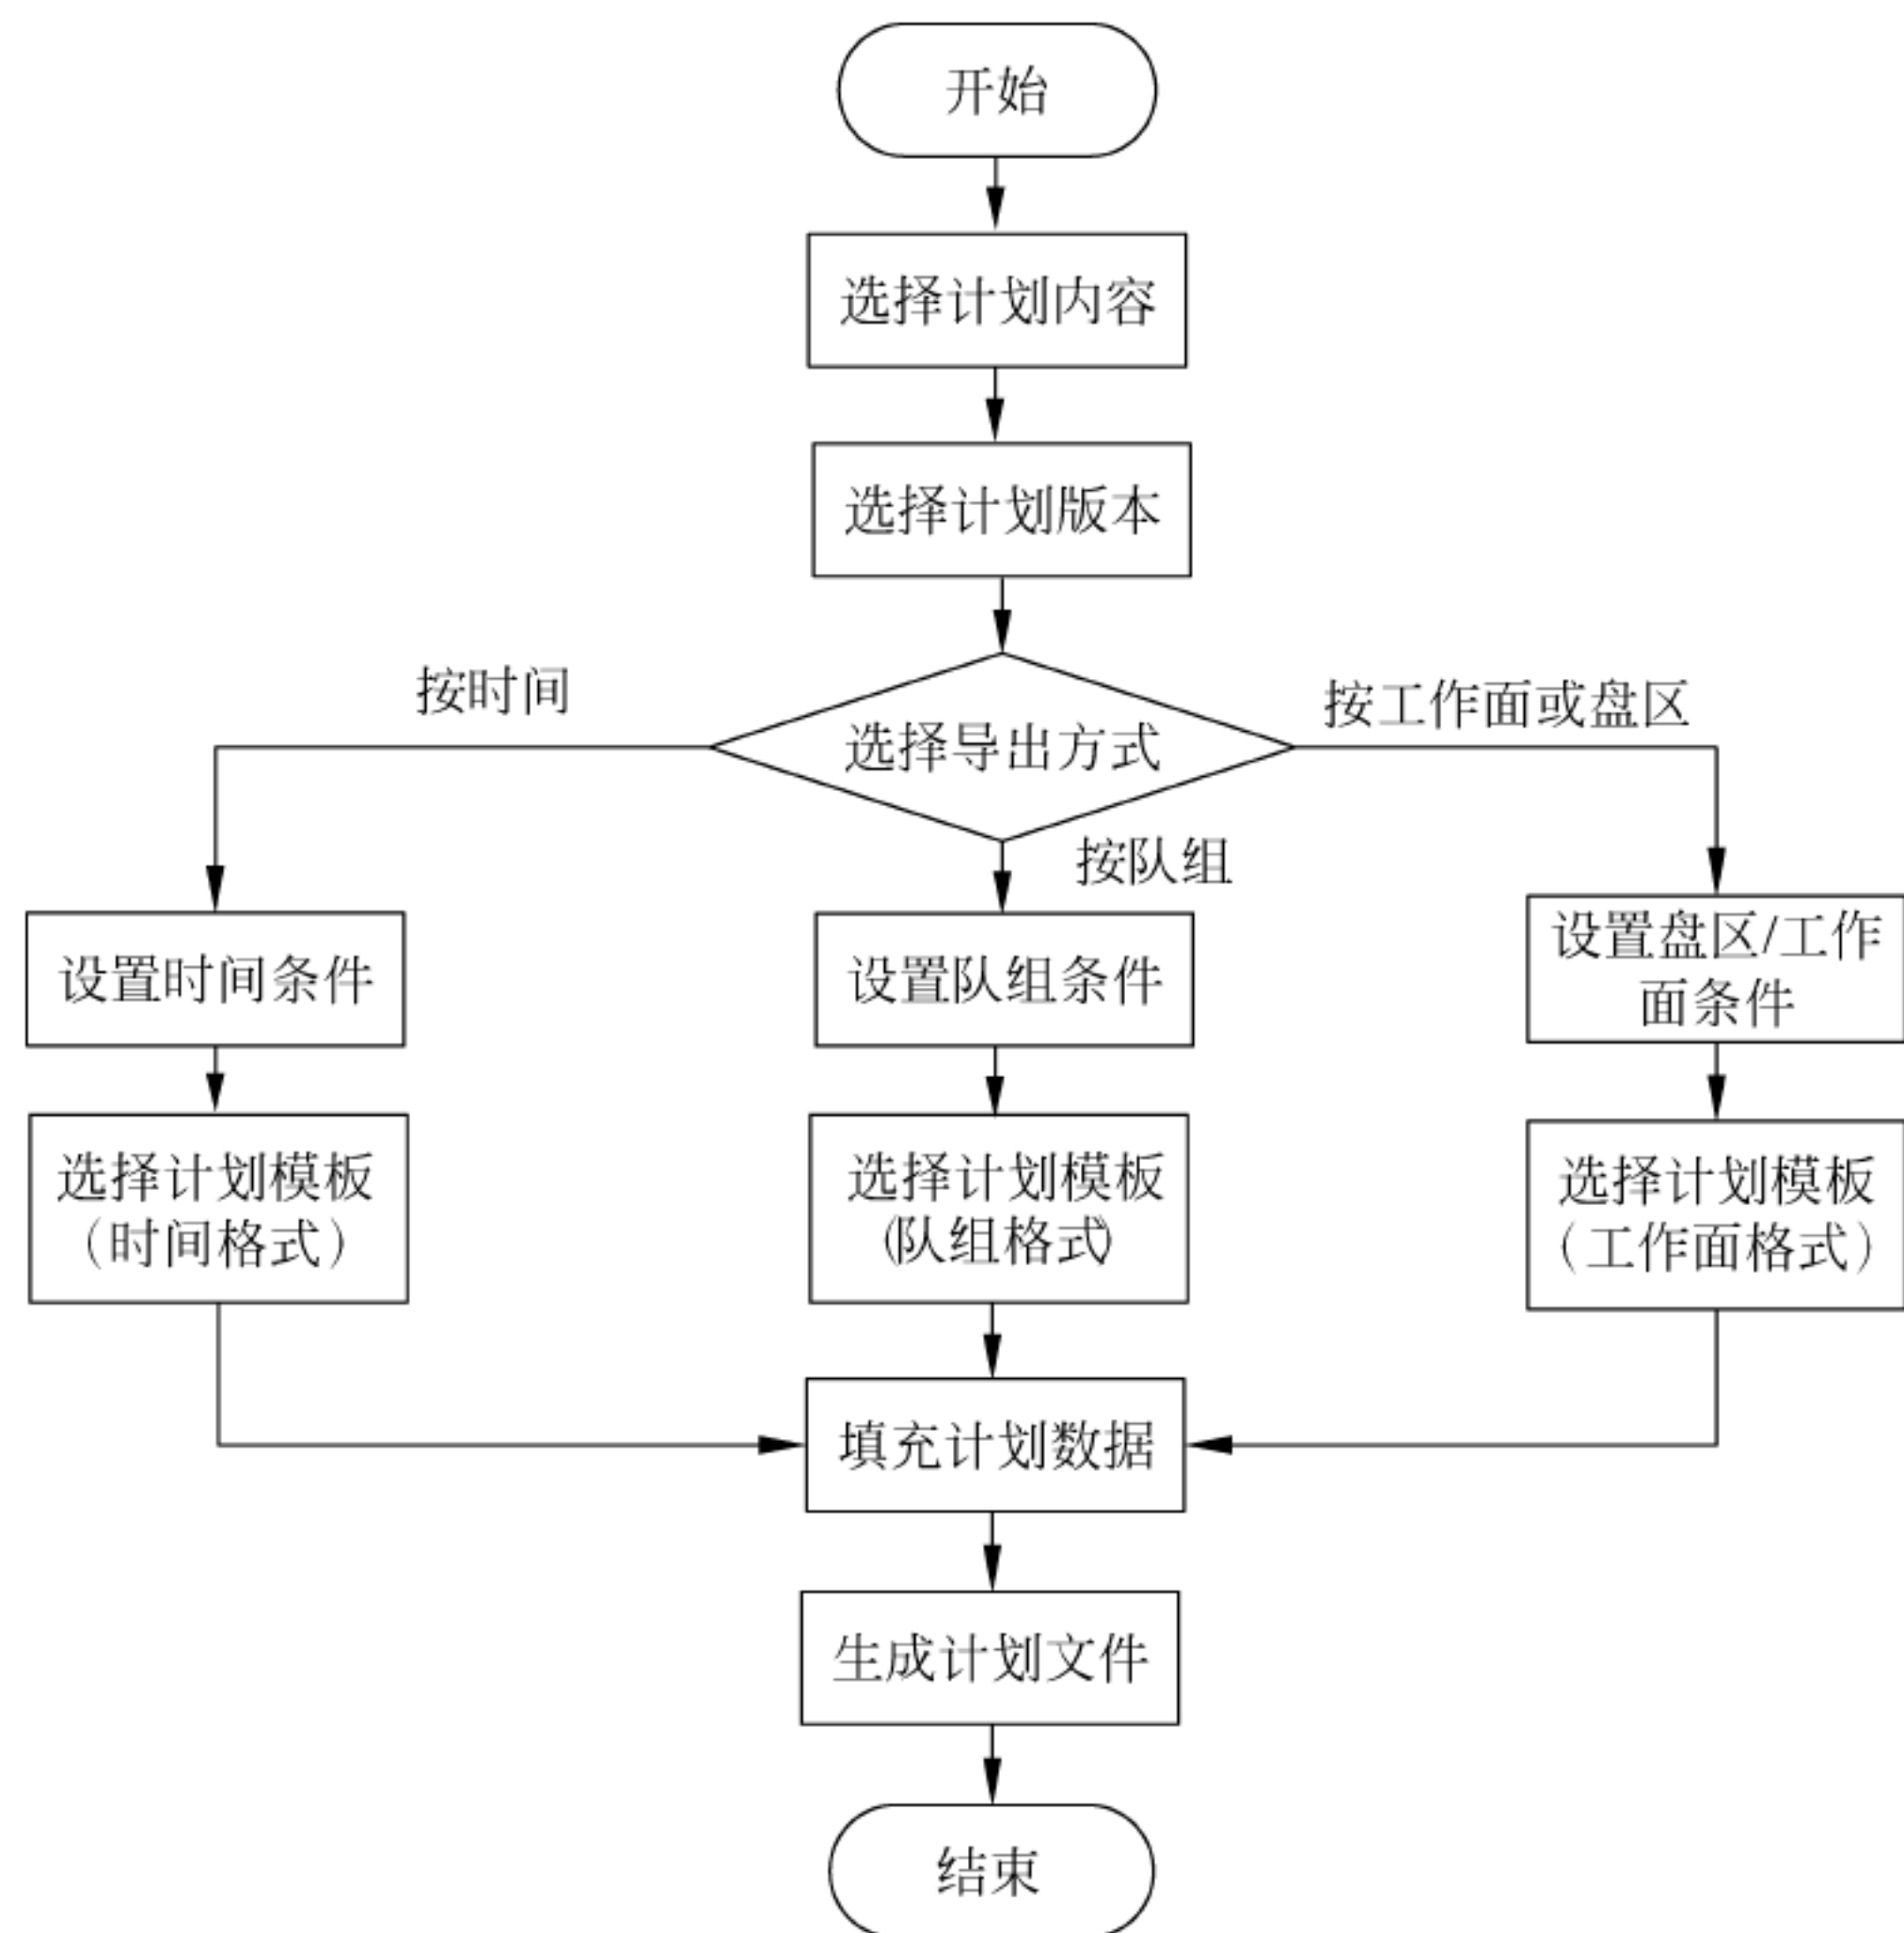 开始
选择计划内容
选择计划版本
按时间
按工作面或盘区
选择导出方式
按队组
设置时间条件
设置队组条件
设置盘区/工作
面条件
选择计划模板
（时间格式）
选择计划模板
(队组格式)
选择计划模板
（工作面格式）
填充计划数据
生成计划文件
结束